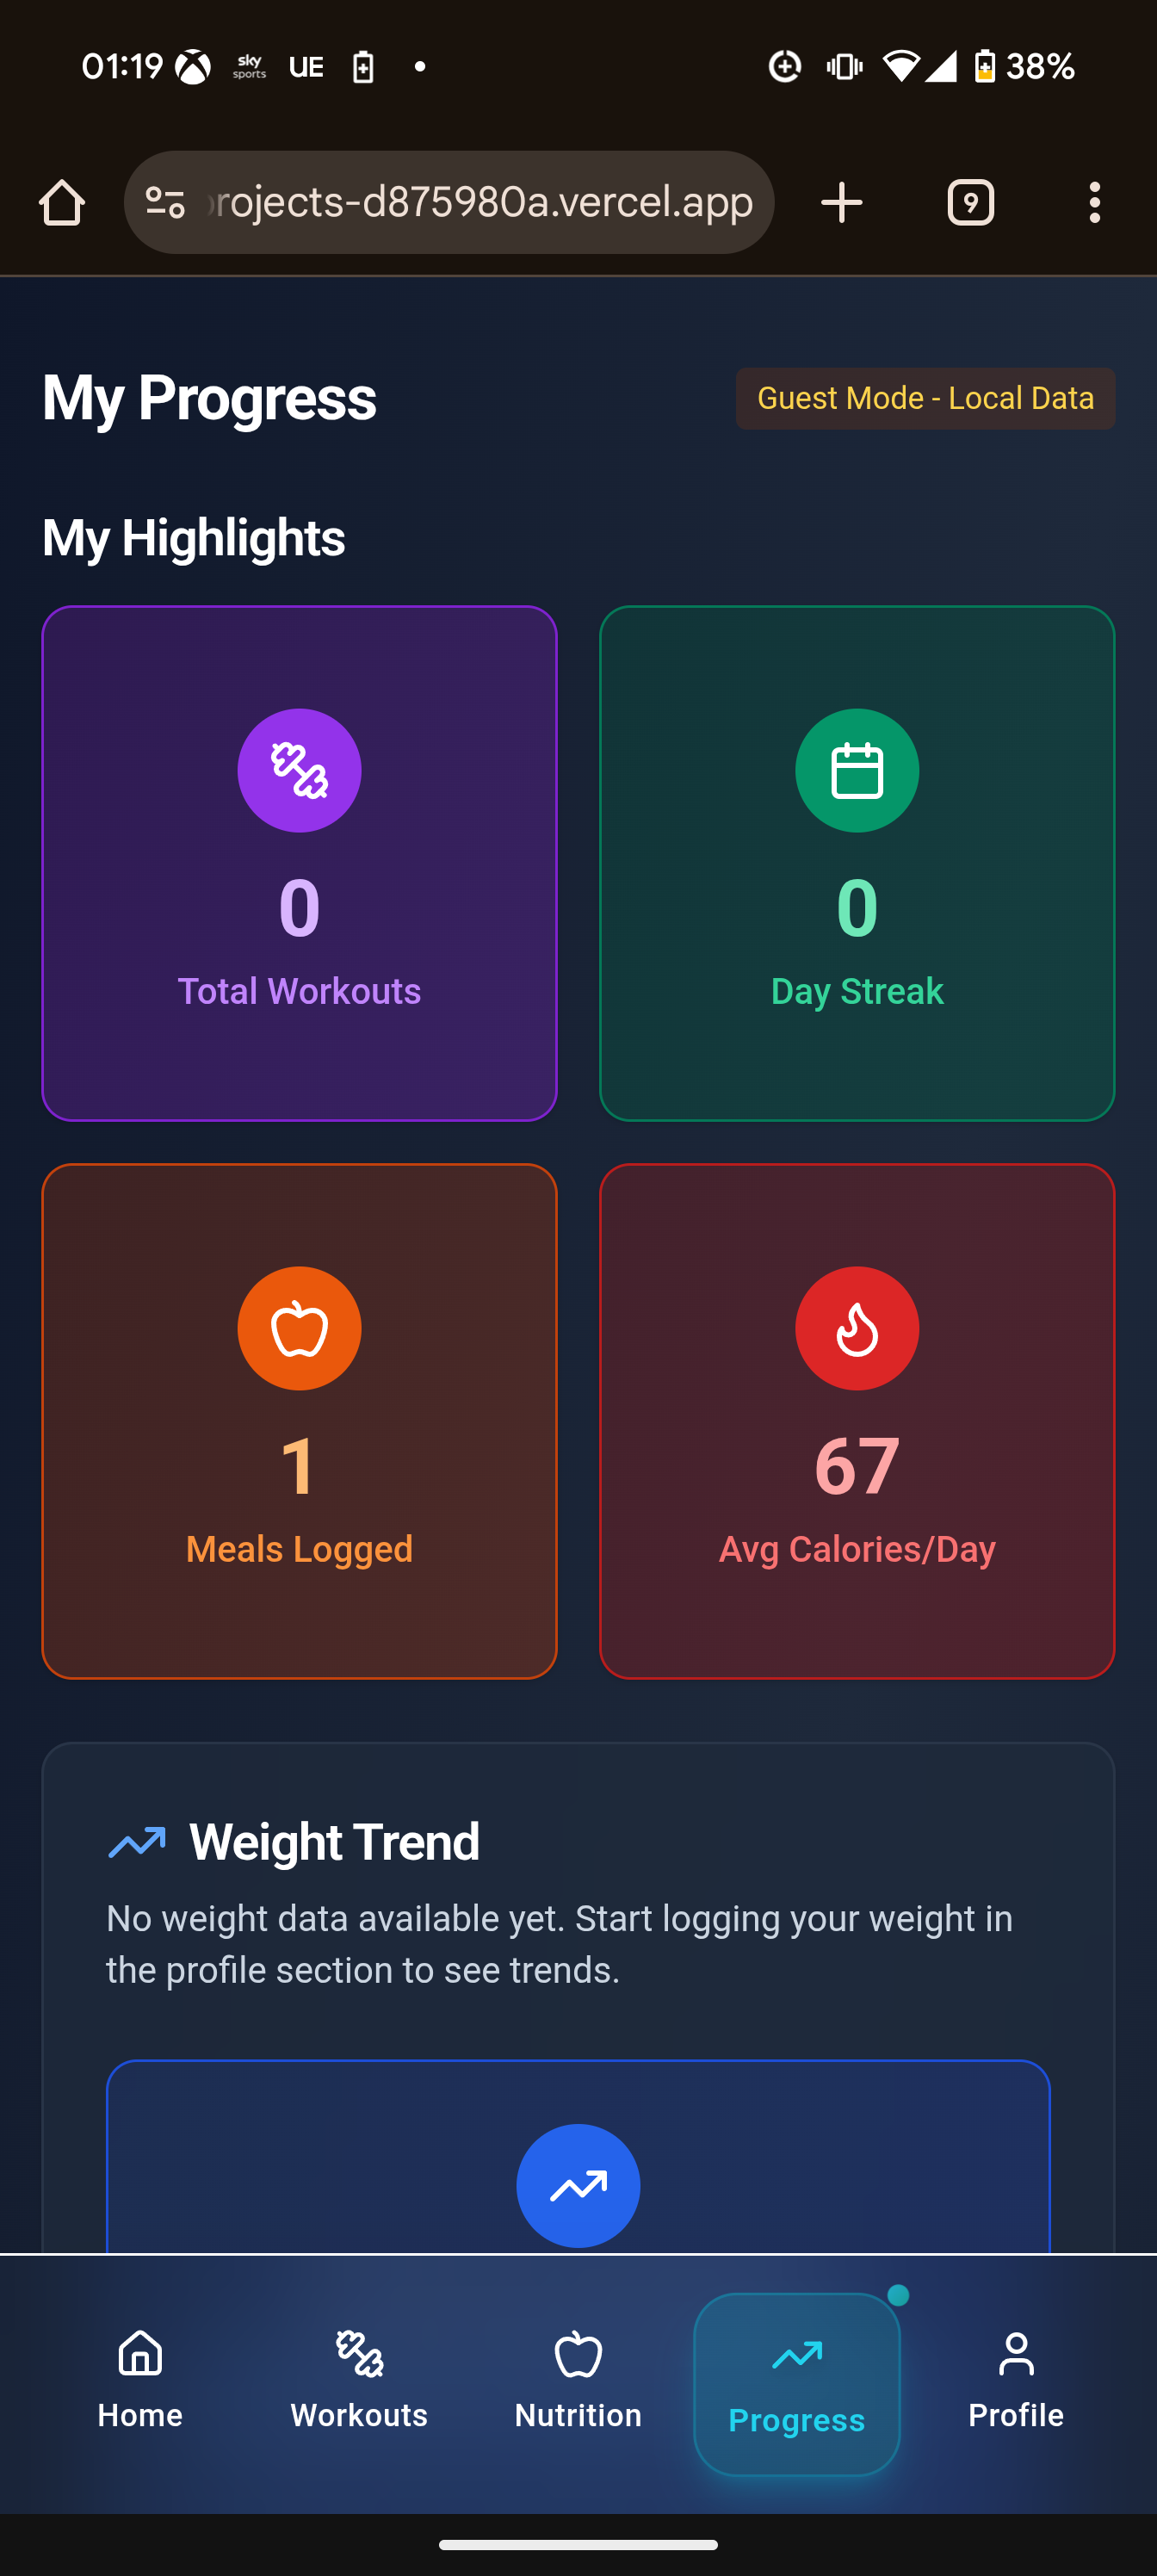 01:19 sky sports UE 38%
rojects-d875980a.vercel.app 9
My Progress
Guest Mode - Local Data
My Highlights
0
Total Workouts
0
Day Streak
1
Meals Logged
67
Avg Calories/Day
Weight Trend
No weight data available yet. Start logging your weight in
the profile section to see trends.
Home
Workouts
Nutrition
Progress
Profile